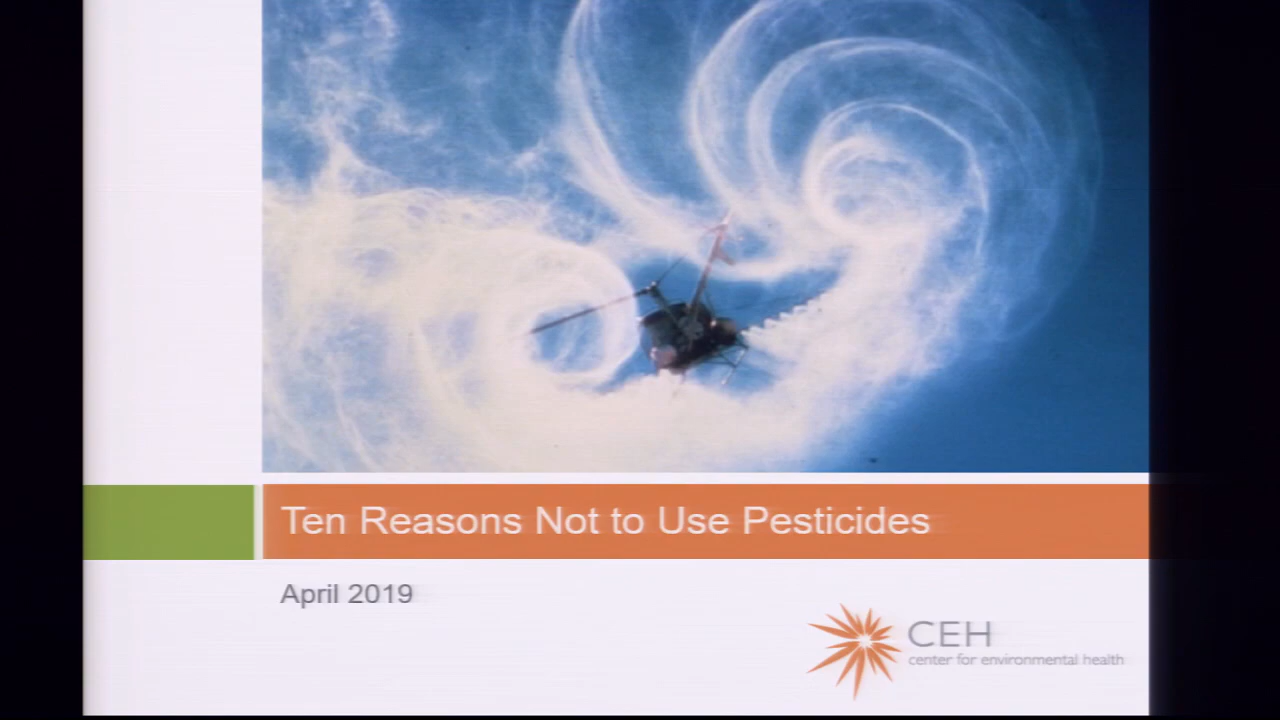 Ten Reasons Not to Use Pesticides
April 2019
CEH
center for environmental health